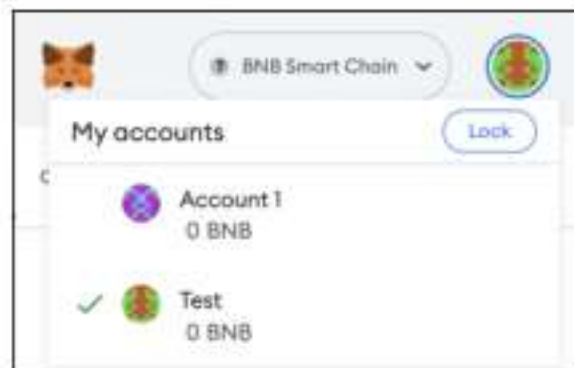 BNB Smart Chain
My accounts
Lock
Account 1
0 BNB
Test
0 BNB